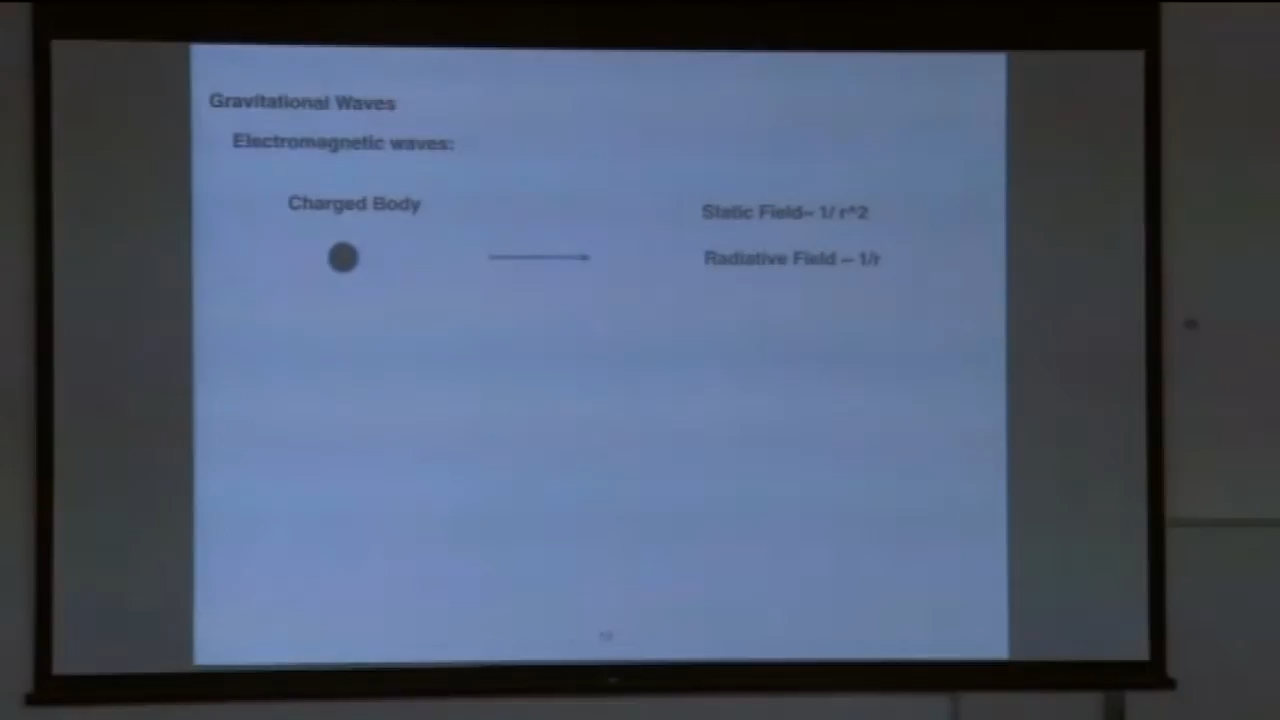 Gravitational Waves
Electromagnetic waves:
Charged Body
Static Field~ 1/ r^2
Radiative Field ~ 1/r